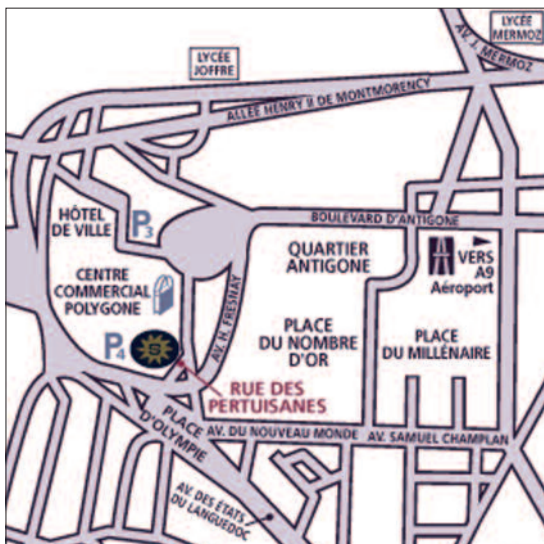 LYCÉE
MERMOZ
AV. J. MERMOZ
LYCÉE
JOFFRE
ALLÉE HENRY II DE MONTMORENCY
HÔTEL
DE VILLE
P3
BOULEVARD D'ANTIGONE
QUARTIER
ANTIGONE
VERS
A9
Aéroport
CENTRE
COMMERCIAL
POLYGONE
AV. H. FRESNAY
PLACE
DU NOMBRE
D'OR
PLACE
DU MILLÉNAIRE
P4
RUE DES
PERTUISANES
PLACE
D'OLYMPIE
AV. DU NOUVEAU MONDE
AV. SAMUEL CHAMPLAN
AV. DES ÉTATS
DU LANGUEDOC